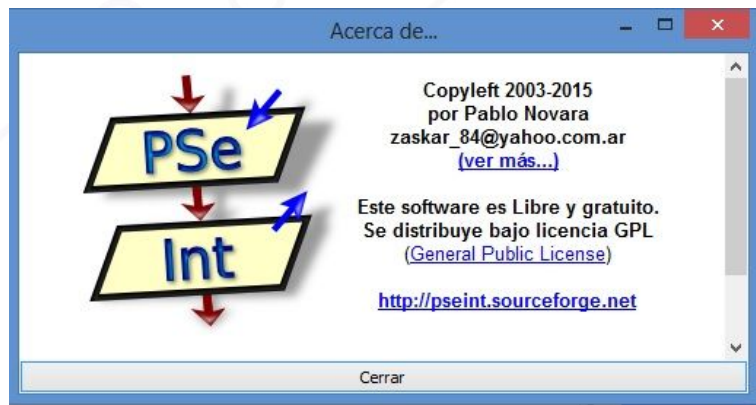 Acerca de...
PSe
Int
Copyleft 2003-2015
por Pablo Novara
zaskar_84@yahoo.com.ar
(ver más...)
Este software es Libre y gratuito.
Se distribuye bajo licencia GPL
(General Public License)
http://pseint.sourceforge.net
Cerrar